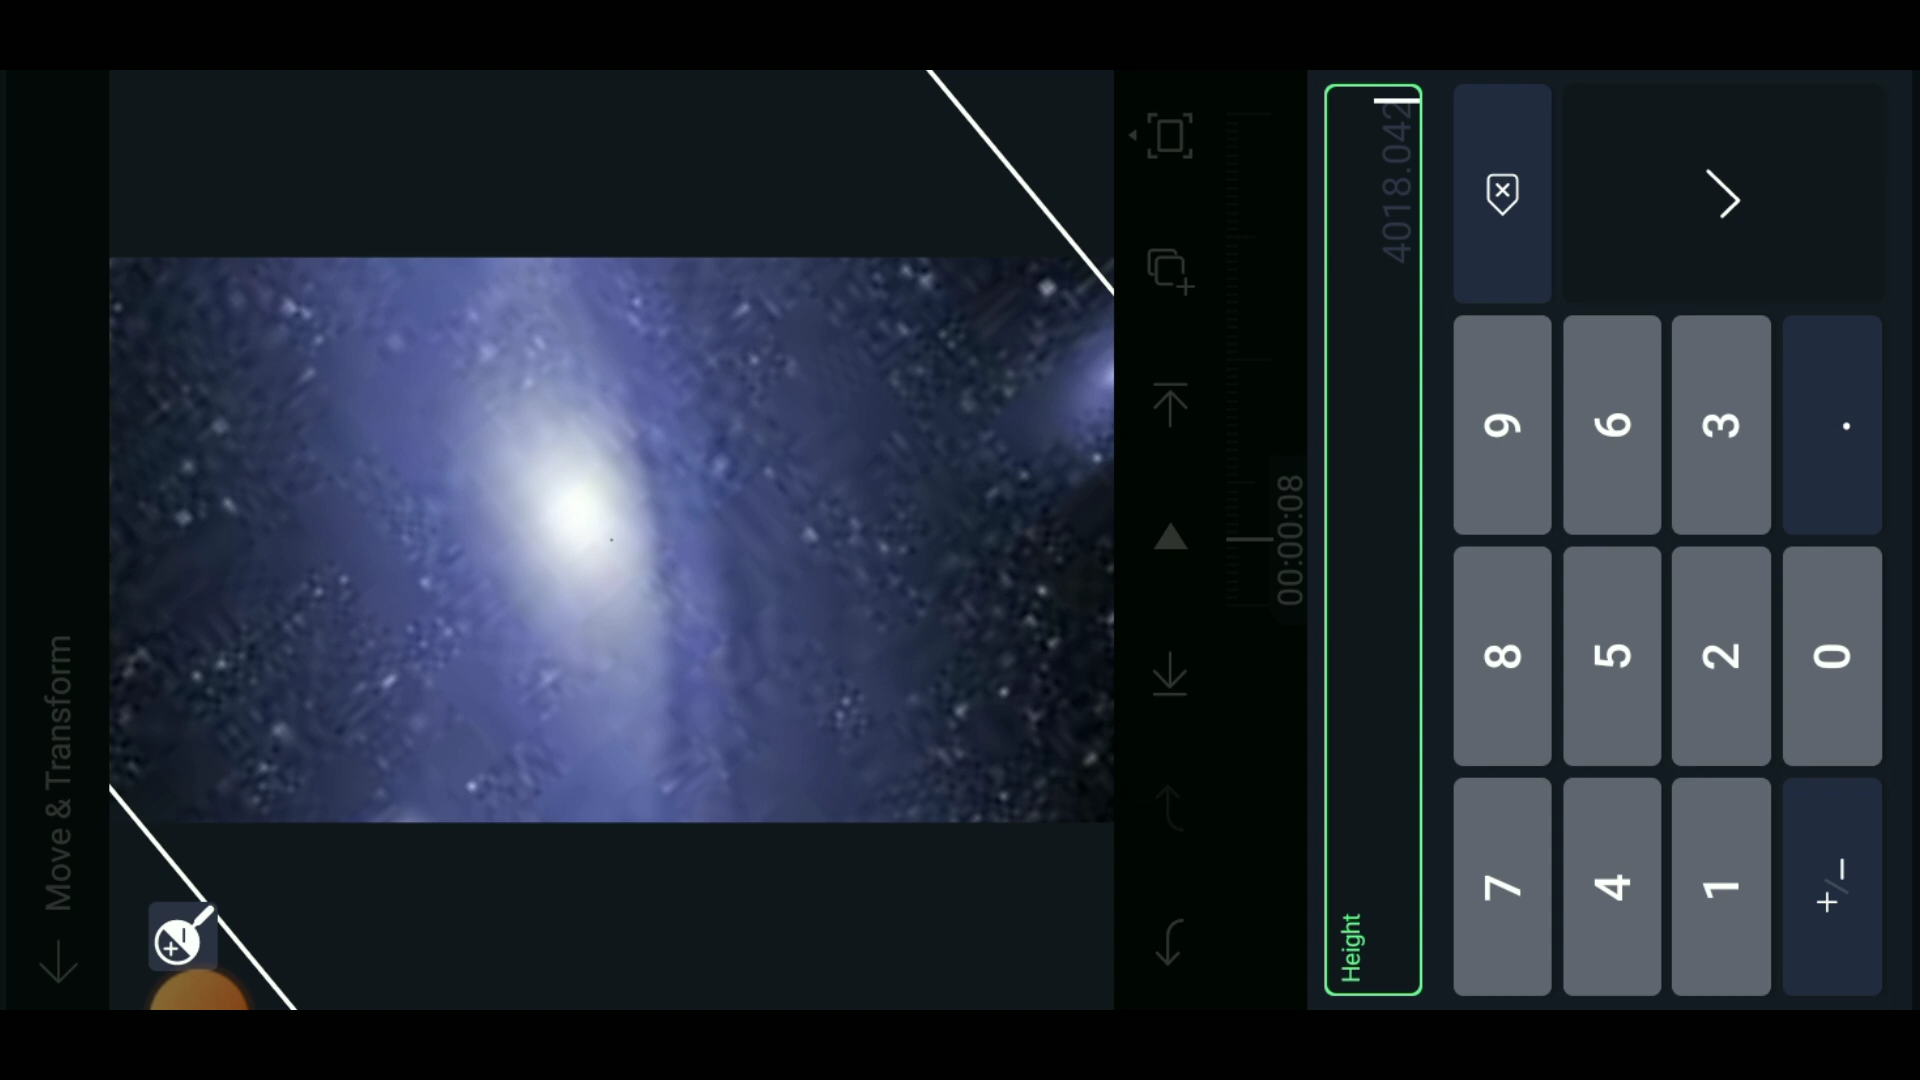 Move & Transform
00:00:08
4018.042
Height
7 8 9
4 5 6
1 2 3
+/- 0 .